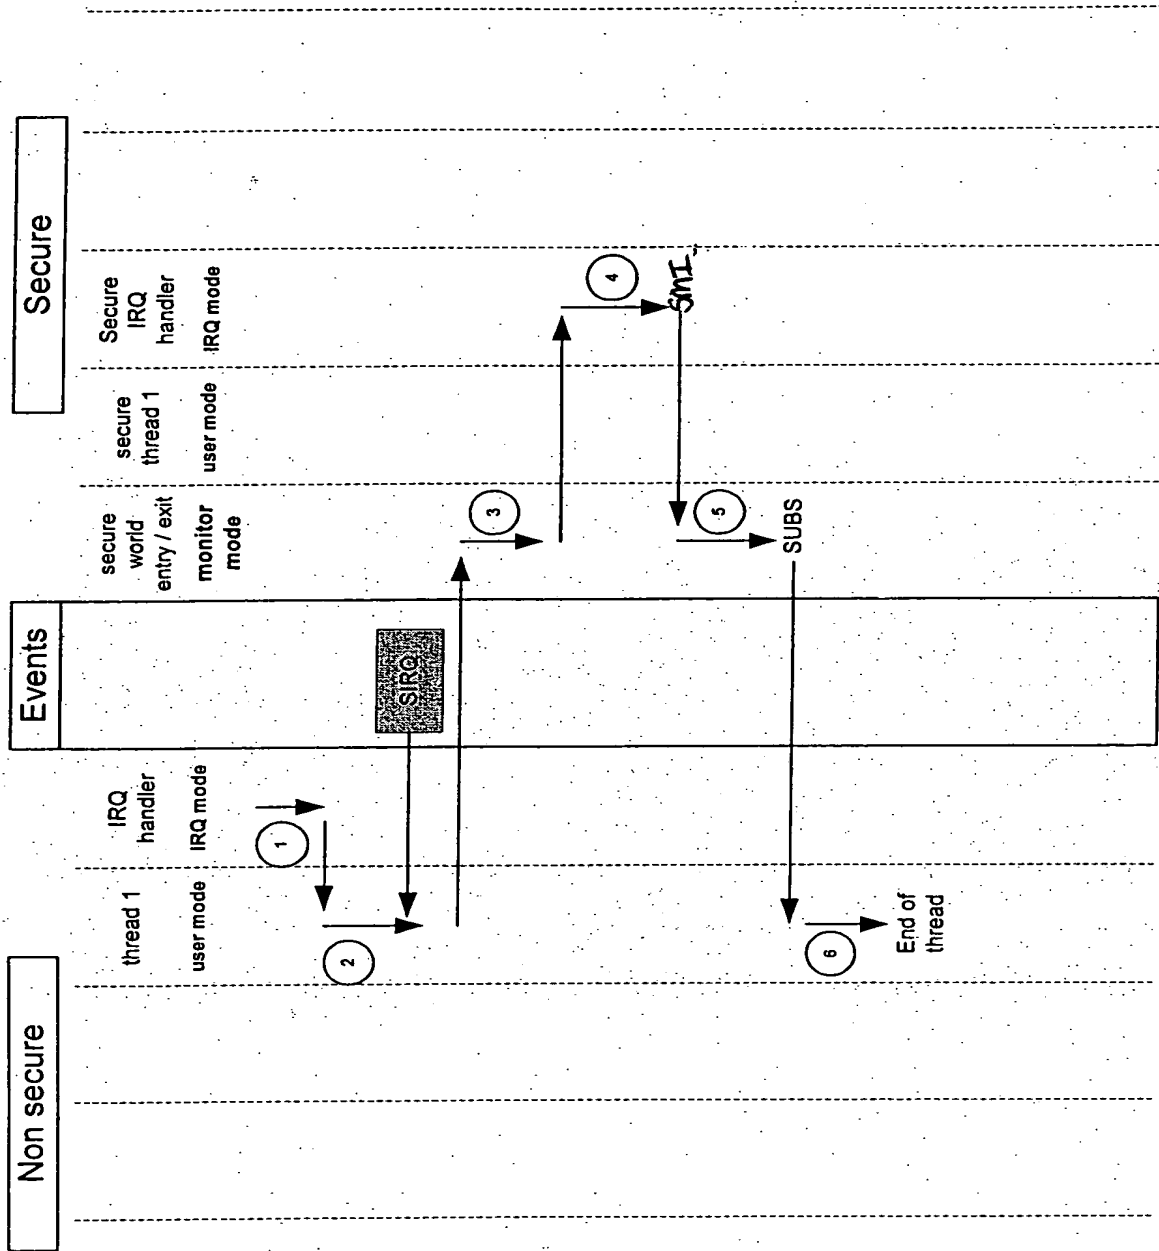 Non secure
Events
Secure
thread 1
user mode
IRQ
handler
IRQ mode
secure
world
entry / exit
monitor
mode
secure
thread 1
user mode
Secure
IRQ
handler
IRQ mode
1
2
SIRQ
3
4
SMI
5
SUBS
6
End of
thread